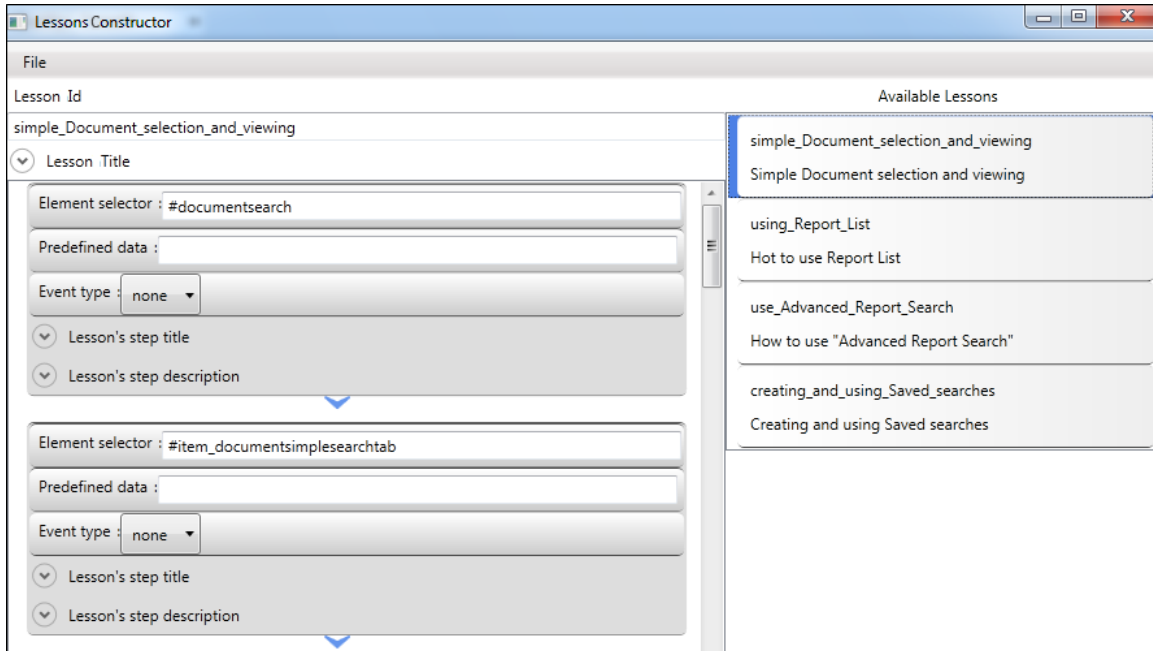 Lessons Constructor
File
Lesson Id
Available Lessons
simple_Document_selection_and_viewing
Lesson Title
Element selector : #documentsearch
Predefined data :
Event type : none
Lesson's step title
Lesson's step description
Element selector : #item_documentsimplesearchtab
Predefined data :
Event type : none
Lesson's step title
Lesson's step description
simple_Document_selection_and_viewing
Simple Document selection and viewing
using_Report_List
Hot to use Report List
use_Advanced_Report_Search
How to use "Advanced Report Search"
creating_and_using_Saved_searches
Creating and using Saved searches